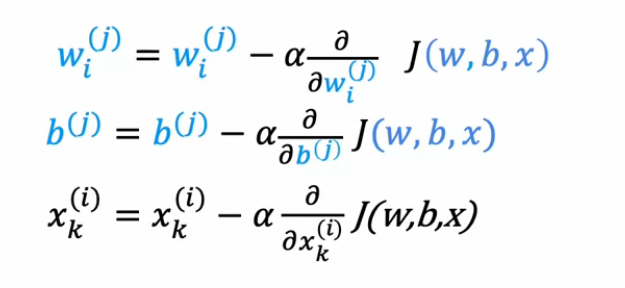 w_i^{(j)} = w_i^{(j)} − α ∂/∂w_i^{(j)} J(w, b, x)
b^{(j)} = b^{(j)} − α ∂/∂b^{(j)} J(w, b, x)
x_k^{(i)} = x_k^{(i)} − α ∂/∂x_k^{(i)} J(w,b,x)